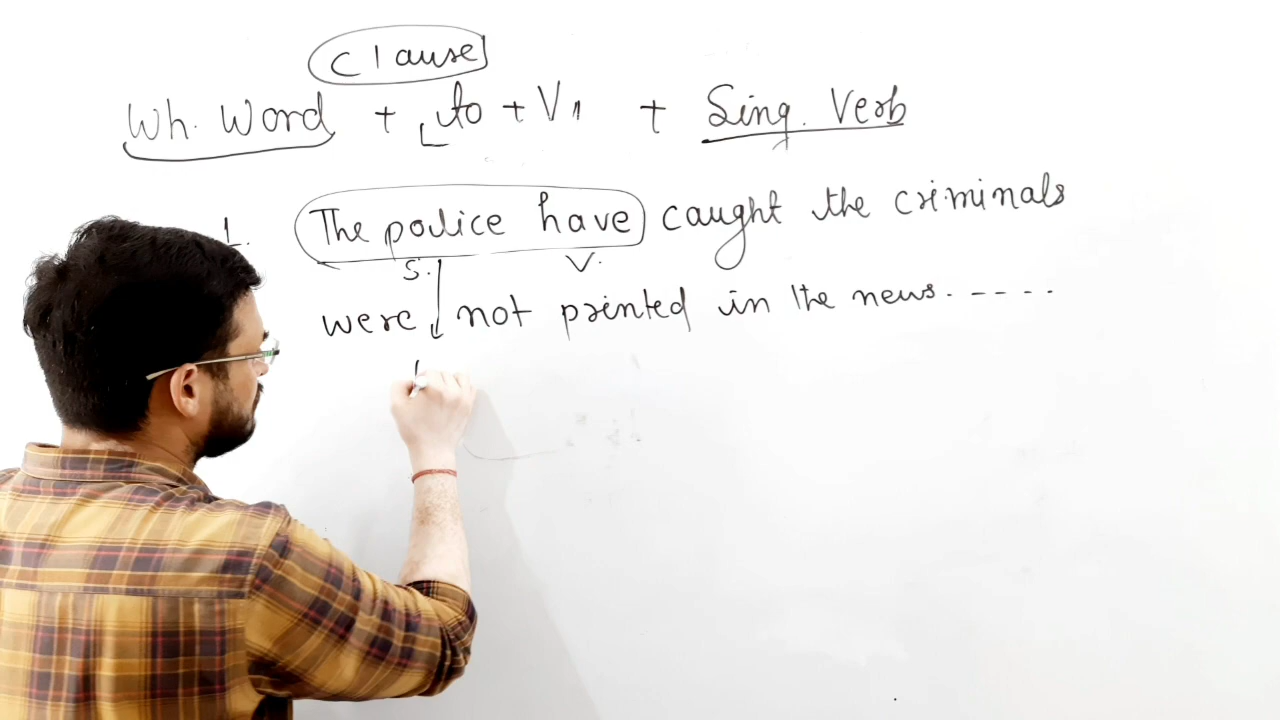 Clause
Wh. Word + to + V1 + Sing. Verb
1. The police have caught the criminals
S. V.
were not printed in the news. ----